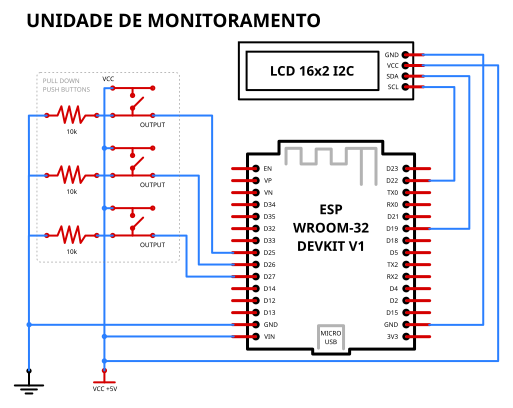 UNIDADE DE MONITORAMENTO
PULL DOWN
PUSH BUTTONS
VCC
10k
OUTPUT
10k
OUTPUT
10k
OUTPUT
LCD 16x2 I2C
GND
VCC
SDA
SCL
ESP
WROOM-32
DEVKIT V1
EN
VP
VN
D34
D35
D32
D33
D25
D26
D27
D14
D12
D13
GND
VIN
D23
D22
TX0
RX0
D21
D19
D18
D5
TX2
RX2
D4
D2
D15
GND
3V3
MICRO
USB
VCC +5V